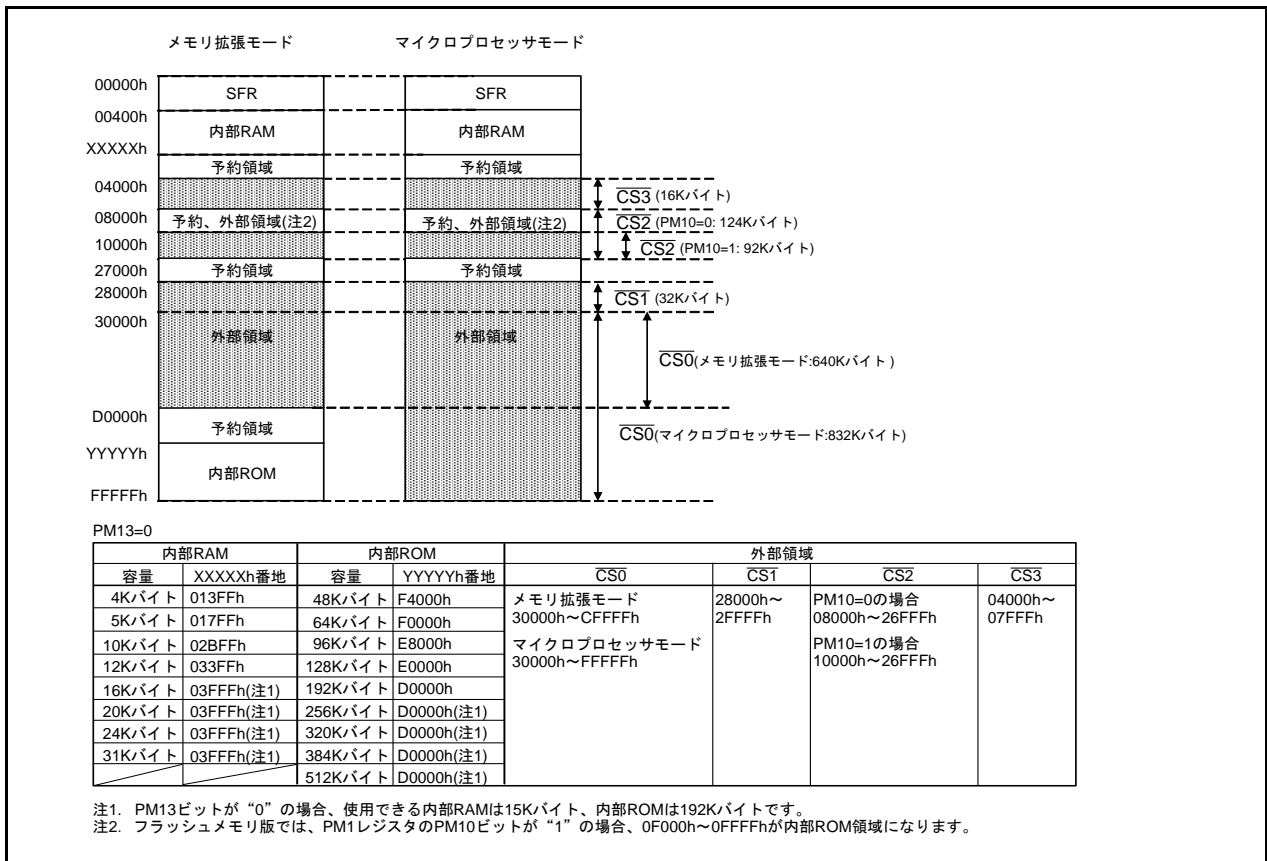 メモリ拡張モード マイクロプロセッサモード
00000h SFR SFR
00400h
内部RAM 内部RAM
XXXXXh
予約領域 予約領域
04000h
CS3 (16Kバイト)
08000h 予約、外部領域(注2) 予約、外部領域(注2) CS2 (PM10=0: 124Kバイト)
10000h CS2 (PM10=1: 92Kバイト)
27000h 予約領域 予約領域
28000h CS1 (32Kバイト)
30000h
外部領域 外部領域
CS0(メモリ拡張モード:640Kバイト)
D0000h
予約領域 CS0(マイクロプロセッサモード:832Kバイト)
YYYYYh
内部ROM
FFFFFh
PM13=0
内部RAM 内部ROM 外部領域
容量 XXXXXh番地 容量 YYYYYh番地 CS0 CS1 CS2 CS3
4Kバイト 013FFh 48Kバイト F4000h メモリ拡張モード 28000h～ PM10=0の場合 04000h～
5Kバイト 017FFh 64Kバイト F0000h 30000h～CFFFFh 2FFFFh 08000h～26FFFh 07FFFh
10Kバイト 02BFFh 96Kバイト E8000h マイクロプロセッサモード PM10=1の場合
12Kバイト 033FFh 128Kバイト E0000h 30000h～FFFFFh 10000h～26FFFh
16Kバイト 03FFFh(注1) 192Kバイト D0000h
20Kバイト 03FFFh(注1) 256Kバイト D0000h(注1)
24Kバイト 03FFFh(注1) 320Kバイト D0000h(注1)
31Kバイト 03FFFh(注1) 384Kバイト D0000h(注1)
512Kバイト D0000h(注1)
注1. PM13ビットが“0”の場合、使用できる内部RAMは15Kバイト、内部ROMは192Kバイトです。
注2. フラッシュメモリ版では、PM1レジスタのPM10ビットが“1”の場合、0F000h～0FFFFhが内部ROM領域になります。